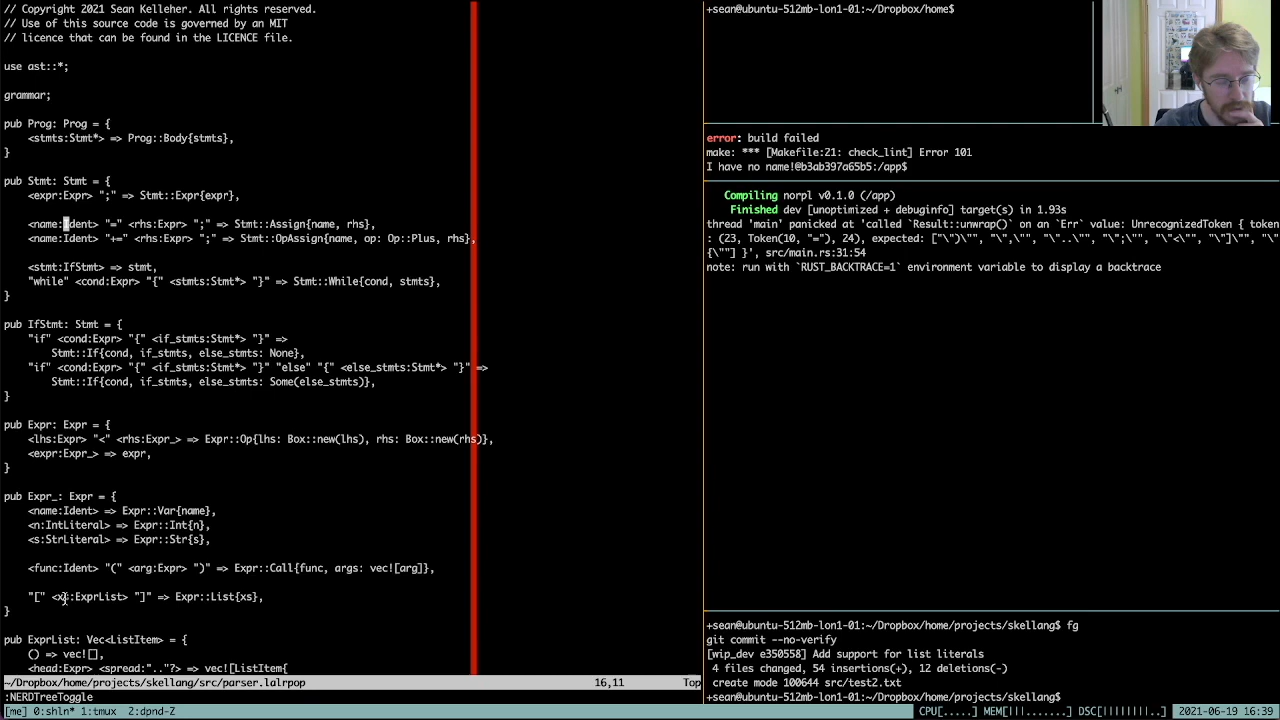 // Copyright 2021 Sean Kelleher. All rights reserved.
// Use of this source code is governed by an MIT
// licence that can be found in the LICENCE file.
use ast::*;
grammar;
pub Prog: Prog = {
    <stmts:Stmt*> => Prog::Body{stmts},
}
pub Stmt: Stmt = {
    <expr:Expr> ";" => Stmt::Expr{expr},
    <name:Ident> "=" <rhs:Expr> ";" => Stmt::Assign{name, rhs},
    <name:Ident> "+=" <rhs:Expr> ";" => Stmt::OpAssign{name, op: Op::Plus, rhs},
    <stmt:IfStmt> => stmt,
    "while" <cond:Expr> "{" <stmts:Stmt*> "}" => Stmt::While{cond, stmts},
}
pub IfStmt: Stmt = {
    "if" <cond:Expr> "{" <if_stmts:Stmt*> "}" =>
        Stmt::If{cond, if_stmts, else_stmts: None},
    "if" <cond:Expr> "{" <if_stmts:Stmt*> "}" "else" "{" <else_stmts:Stmt*> "}" =>
        Stmt::If{cond, if_stmts, else_stmts: Some(else_stmts)},
}
pub Expr: Expr = {
    <lhs:Expr> "<" <rhs:Expr_> => Expr::Op{lhs: Box::new(lhs), rhs: Box::new(rhs)},
    <expr:Expr_> => expr,
}
pub Expr_: Expr = {
    <name:Ident> => Expr::Var{name},
    <n:IntLiteral> => Expr::Int{n},
    <s:StrLiteral> => Expr::Str{s},
    <func:Ident> "(" <arg:Expr> ")" => Expr::Call{func, args: vec![arg]},
    "[" <xs:ExprList> "]" => Expr::List{xs},
}
pub ExprList: Vec<ListItem> = {
    () => vec![],
    <head:Expr> <spread:".."?> => vec![ListItem{
~/Dropbox/home/projects/skellang/src/parser.lalrpop 16,11 Top
:NERDTreeToggle
+sean@ubuntu-512mb-lon1-01:~/Dropbox/home$
error: build failed
make: *** [Makefile:21: check_lint] Error 101
I have no name!@b3ab397a65b5:/app$
Compiling norpl v0.1.0 (/app)
Finished dev [unoptimized + debuginfo] target(s) in 1.93s
thread 'main' panicked at 'called `Result::unwrap()` on an `Err` value: UnrecognizedToken { token
: (23, Token(10, "="), 24), expected: ["\")\"", "\",\"", "\"..\"", "\";\"", "\"<\"", "\"]\"", "\"
{\""] }', src/main.rs:31:54
note: run with `RUST_BACKTRACE=1` environment variable to display a backtrace
+sean@ubuntu-512mb-lon1-01:~/Dropbox/home/projects/skellang$ fg
git commit --no-verify
[wip_dev e350558] Add support for list literals
 4 files changed, 54 insertions(+), 12 deletions(-)
 create mode 100644 src/test2.txt
+sean@ubuntu-512mb-lon1-01:~/Dropbox/home/projects/skellang$
[me] 0:shln* 1:tmux 2:dpnd-Z CPU[.....] MEM[|||.......] DSC[||||||||..] 2021-06-19 16:39